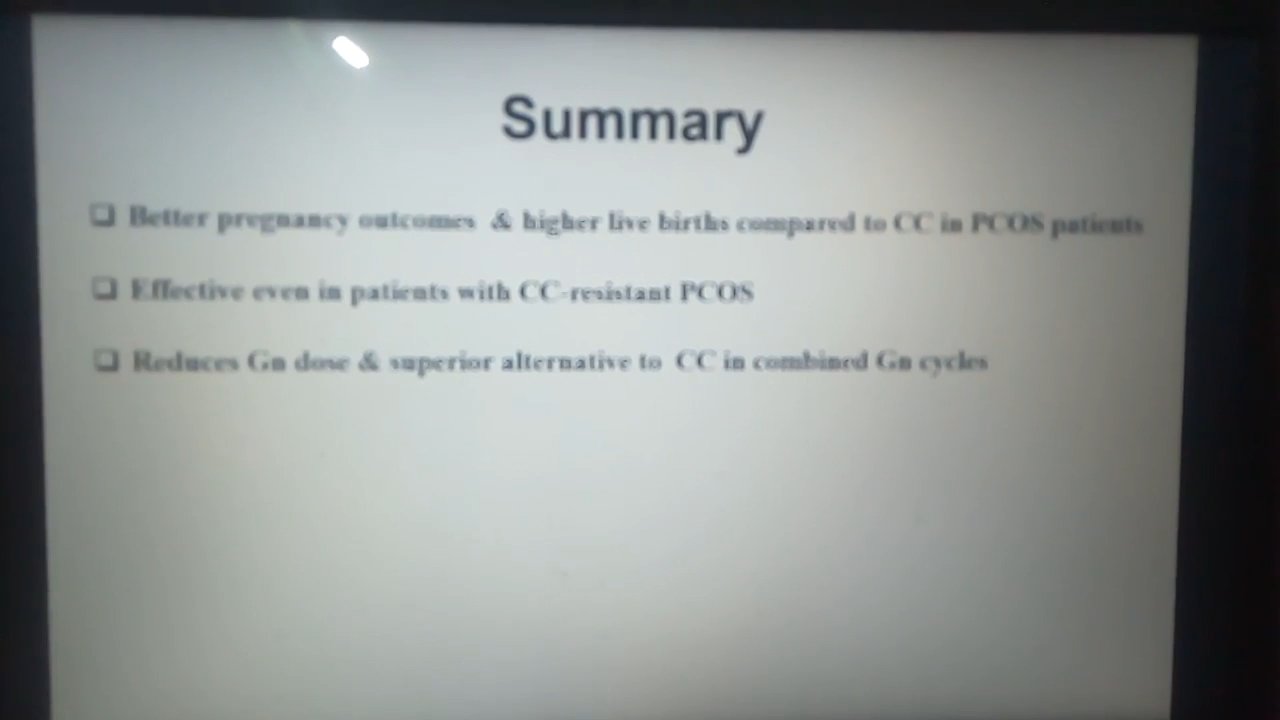 Summary
❑ Better pregnancy outcomes & higher live births compared to CC in PCOS patients
❑ Effective even in patients with CC-resistant PCOS
❑ Reduces Gn dose & superior alternative to CC in combined Gn cycles